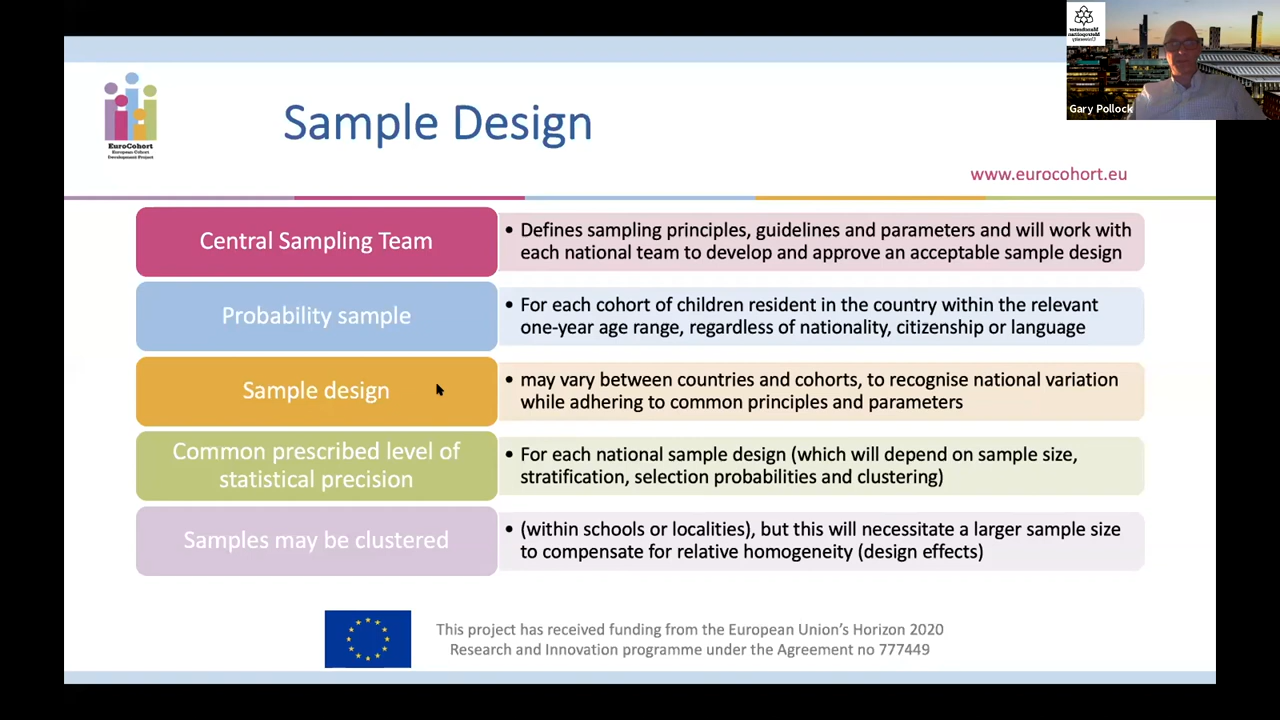 Sample Design
EuroCohort
European Cohort
Development Project
www.eurocohort.eu
Gary Pollock
Manchester
Metropolitan
University
Central Sampling Team
• Defines sampling principles, guidelines and parameters and will work with
each national team to develop and approve an acceptable sample design
Probability sample
• For each cohort of children resident in the country within the relevant
one-year age range, regardless of nationality, citizenship or language
Sample design
• may vary between countries and cohorts, to recognise national variation
while adhering to common principles and parameters
Common prescribed level of
statistical precision
• For each national sample design (which will depend on sample size,
stratification, selection probabilities and clustering)
Samples may be clustered
• (within schools or localities), but this will necessitate a larger sample size
to compensate for relative homogeneity (design effects)
This project has received funding from the European Union’s Horizon 2020
Research and Innovation programme under the Agreement no 777449